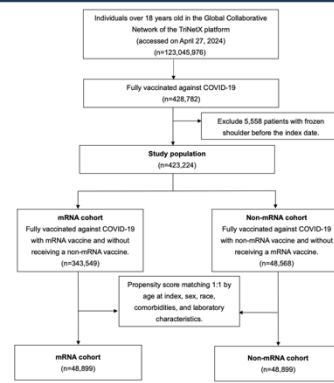 Individuals over 18 years old in the Global Collaborative
Network of the TriNetX platform
(accessed on April 27, 2024)
(n=123,045,976)
Fully vaccinated against COVID-19
(n=428,782)
Exclude 5,558 patients with frozen
shoulder before the index date.
Study population
(n=423,224)
mRNA cohort
Fully vaccinated against COVID-19
with mRNA vaccine and without
receiving a non-mRNA vaccine.
(n=343,549)
Non-mRNA cohort
Fully vaccinated against COVID-19
with non-mRNA vaccine and without
receiving a mRNA vaccine.
(n=48,568)
Propensity score matching 1:1 by
age at index, sex, race,
comorbidities, and laboratory
characteristics.
mRNA cohort
(n=48,899)
Non-mRNA cohort
(n=48,899)